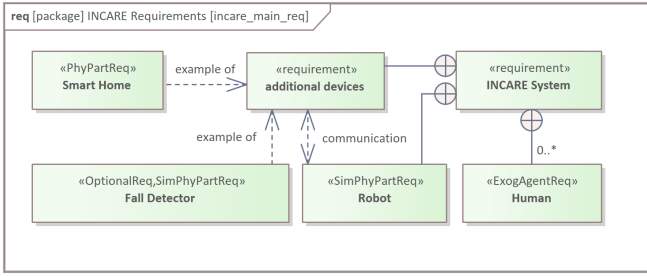 req [package] INCARE Requirements [incare_main_req]
«PhyPartReq»
Smart Home
example of
«requirement»
additional devices
«requirement»
INCARE System
example of
communication
0..*
«OptionalReq,SimPhyPartReq»
Fall Detector
«SimPhyPartReq»
Robot
«ExogAgentReq»
Human